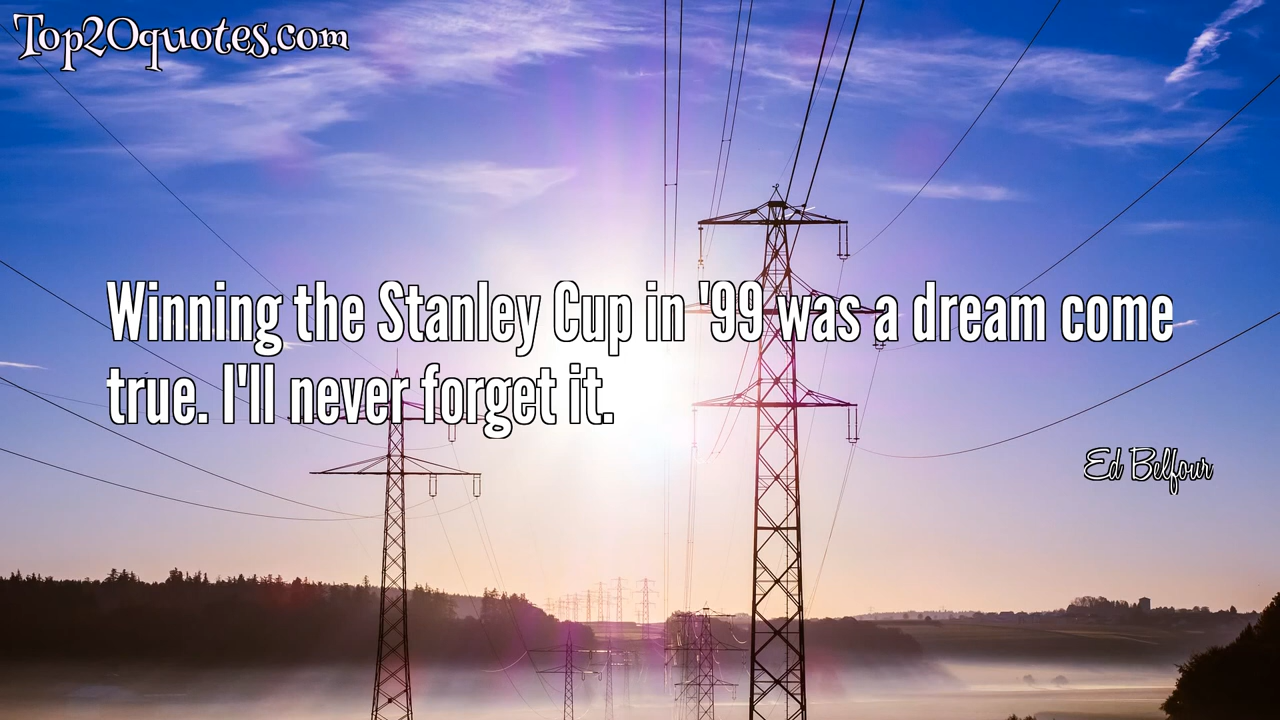 Top20quotes.com
Winning the Stanley Cup in '99 was a dream come
true. I'll never forget it.
Ed Belfour